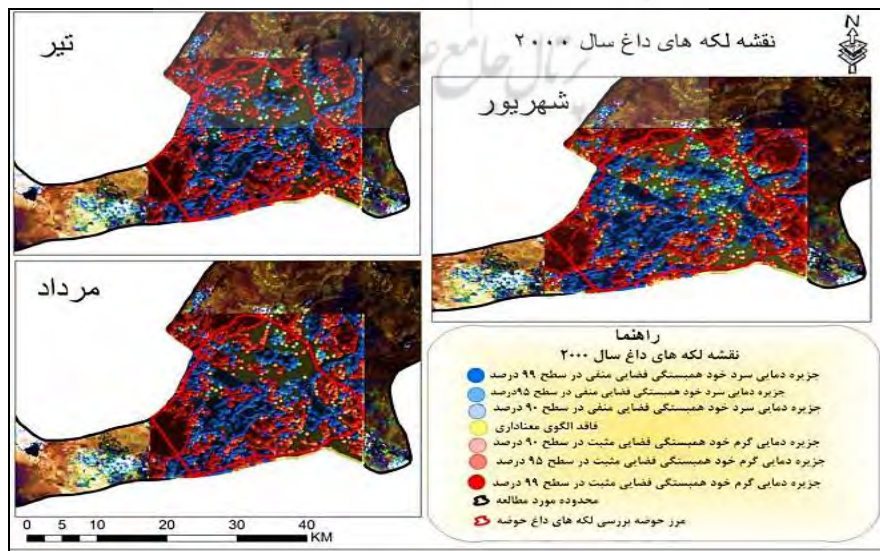 نقشه لکه های داغ سال ۲۰۰۰
N
تیر
شهریور
مرداد
پرتال جامع علوم
راهنما
نقشه لکه های داغ سال ۲۰۰۰
جزیره دمایی سرد خود همبستگی فضایی منفی در سطح ۹۹ درصد
جزیره دمایی سرد خود همبستگی فضایی منفی در سطح ۹۵درصد
جزیره دمایی سرد خود همبستگی فضایی منفی در سطح ۹۰ درصد
فاقد الگوی معناداری
جزیره دمایی گرم خود همبستگی فضایی مثبت در سطح ۹۰ درصد
جزیره دمایی گرم خود همبستگی فضایی مثبت در سطح ۹۵ درصد
جزیره دمایی گرم خود همبستگی فضایی مثبت در سطح ۹۹ درصد
محدوده مورد مطالعه
مرز حوضه بررسی لکه های داغ حوضه
0 5 10 20 30 40
KM